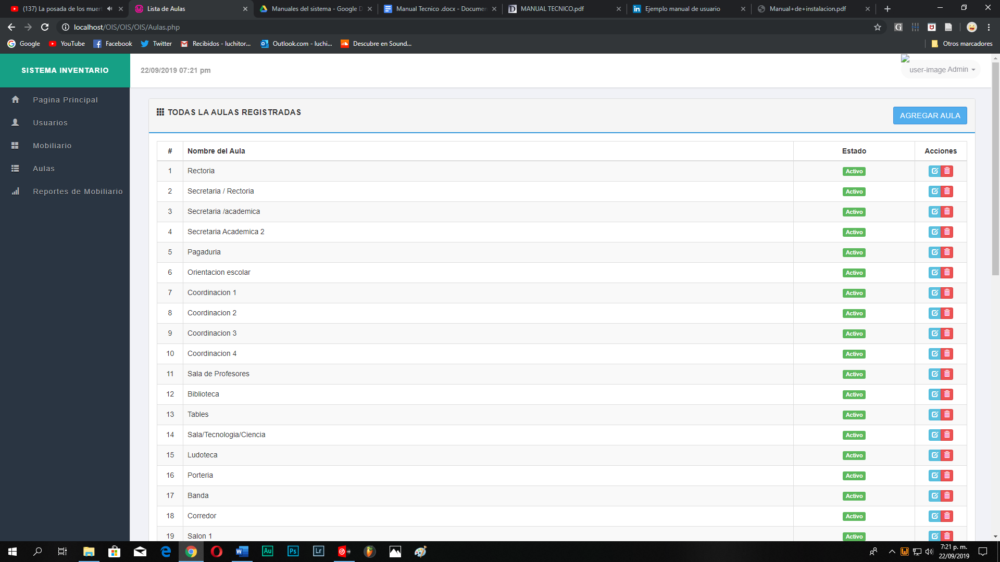 (137) La posada de los muert
Lista de Aulas
Manuales del sistema - Google D
Manual Tecnico .docx - Documen
MANUAL TECNICO.pdf
Ejemplo manual de usuario
Manual+de+instalacion.pdf
localhost/OIS/OIS/OIS/Aulas.php
Google
YouTube
Facebook
Twitter
Recibidos - luchitor...
Outlook.com - luchi...
Descubre en Sound...
Otros marcadores
SISTEMA INVENTARIO
22/09/2019 07:21 pm
user-image Admin
Pagina Principal
Usuarios
Mobiliario
Aulas
Reportes de Mobiliario
TODAS LA AULAS REGISTRADAS
AGREGAR AULA
# Nombre del Aula Estado Acciones
1 Rectoria Activo
2 Secretaria / Rectoria Activo
3 Secretaria /academica Activo
4 Secretaria Academica 2 Activo
5 Pagaduria Activo
6 Orientacion escolar Activo
7 Coordinacion 1 Activo
8 Coordinacion 2 Activo
9 Coordinacion 3 Activo
10 Coordinacion 4 Activo
11 Sala de Profesores Activo
12 Biblioteca Activo
13 Tables Activo
14 Sala/Tecnologia/Ciencia Activo
15 Ludoteca Activo
16 Porteria Activo
17 Banda Activo
18 Corredor Activo
19 Salon 1 Activo
Au
Ps
Lr
7:21 p. m.
22/09/2019